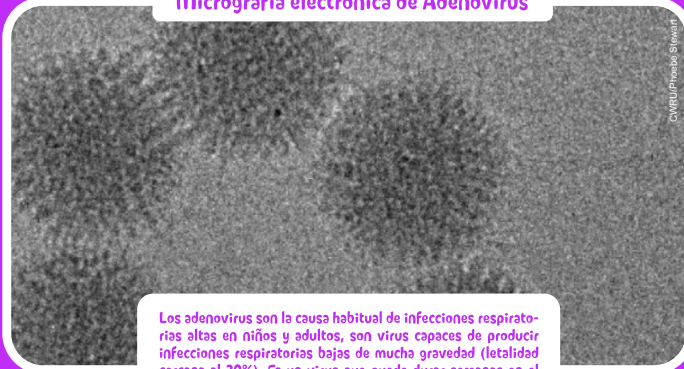 Micrografía electrónica de Adenovirus
CWRU/Phoebe Stewart
Los adenovirus son la causa habitual de infecciones respirato-
rias altas en niños y adultos, son virus capaces de producir
infecciones respiratorias bajas de mucha gravedad (letalidad